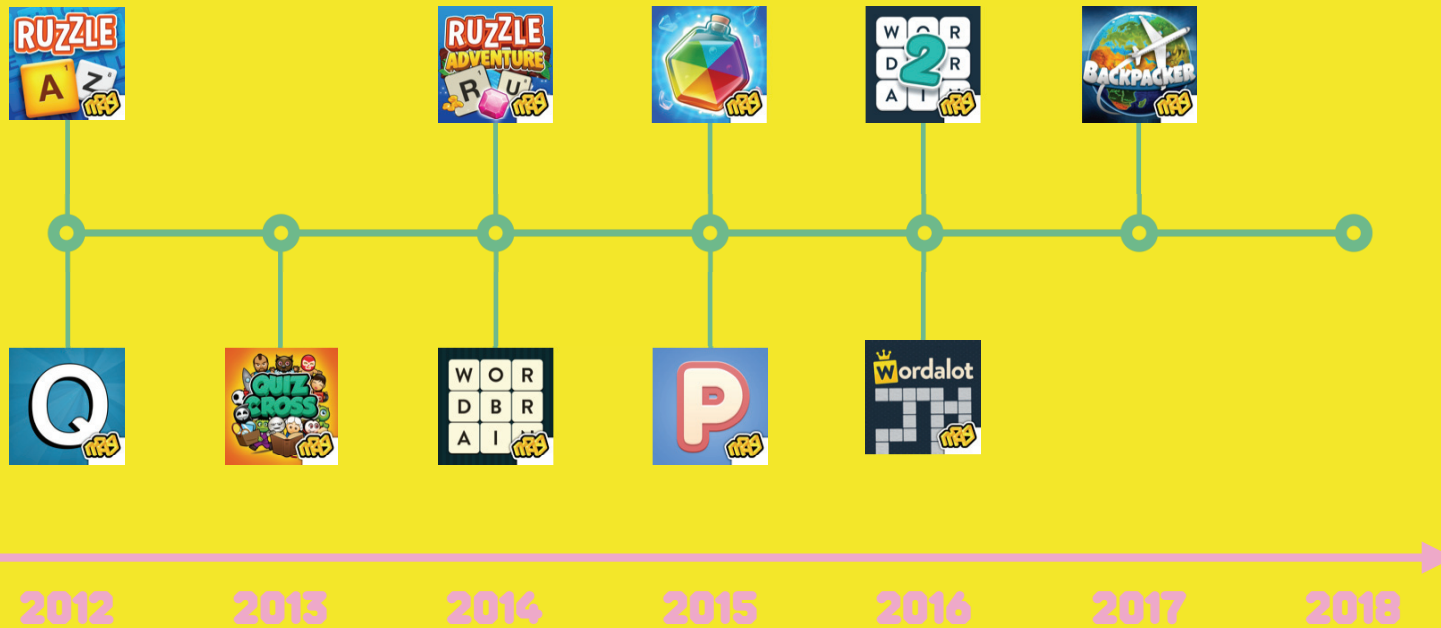 RUZZLE
A Z
mag
RUZZLE
ADVENTURE
R U
mag
mag
W O R
D 2 R
A I
mag
BACKPACKER
mag
Q
mag
QUIZ
CROSS
mag
W O R
D B R
A I
mag
P
mag
Wordalot
mag
2012 2013 2014 2015 2016 2017 2018